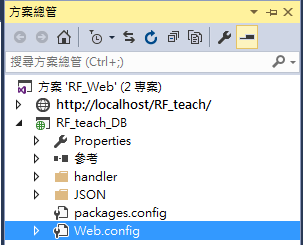 方案總管
搜尋方案總管 (Ctrl+;)
方案 'RF_Web' (2 專案)
http://localhost/RF_teach/
RF_teach_DB
Properties
參考
handler
JSON
packages.config
Web.config